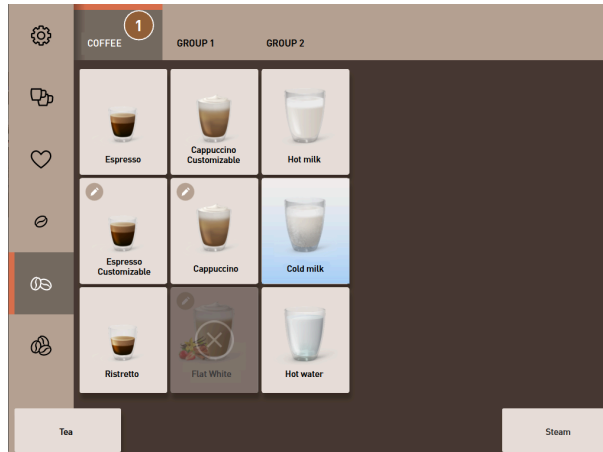 COFFEE
1
GROUP 1
GROUP 2
Espresso
Cappuccino
Customizable
Hot milk
Espresso
Customizable
Cappuccino
Cold milk
Ristretto
Flat White
Hot water
Tea
Steam